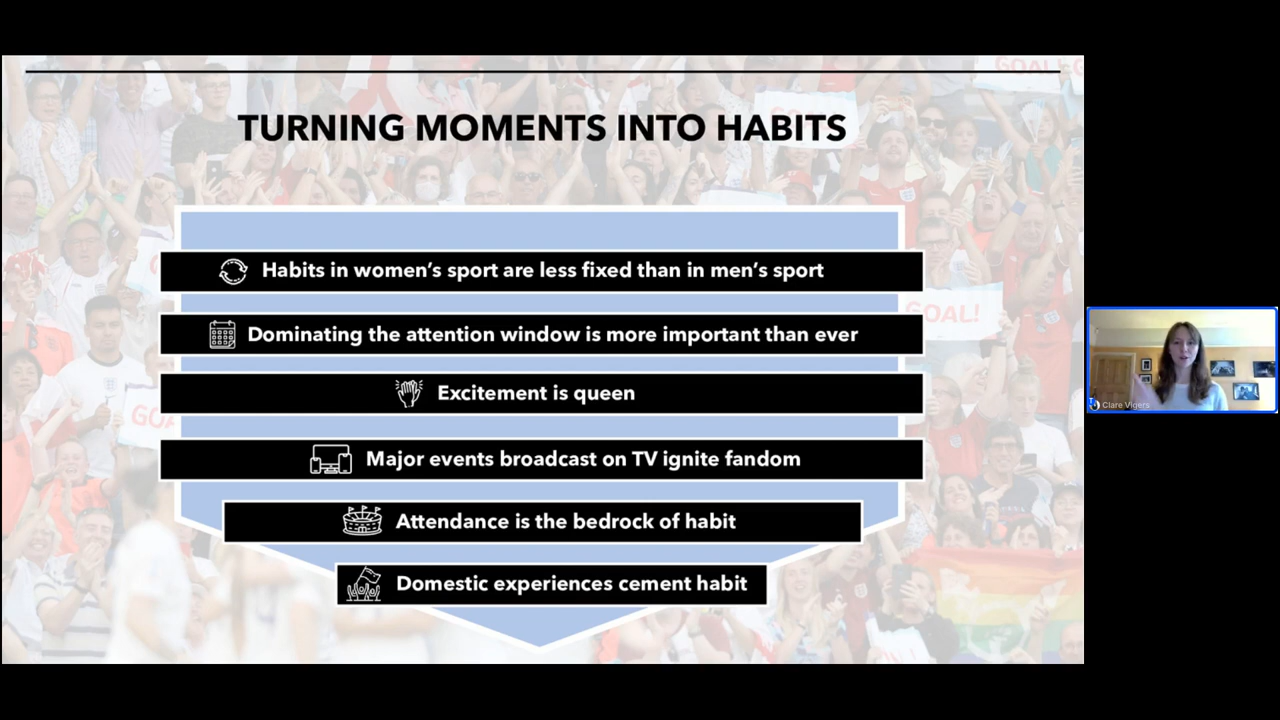 GOAL!
TURNING MOMENTS INTO HABITS
Habits in women's sport are less fixed than in men's sport
Dominating the attention window is more important than ever
GOAL!
Excitement is queen
Major events broadcast on TV ignite fandom
Attendance is the bedrock of habit
Domestic experiences cement habit
Clare Vigers